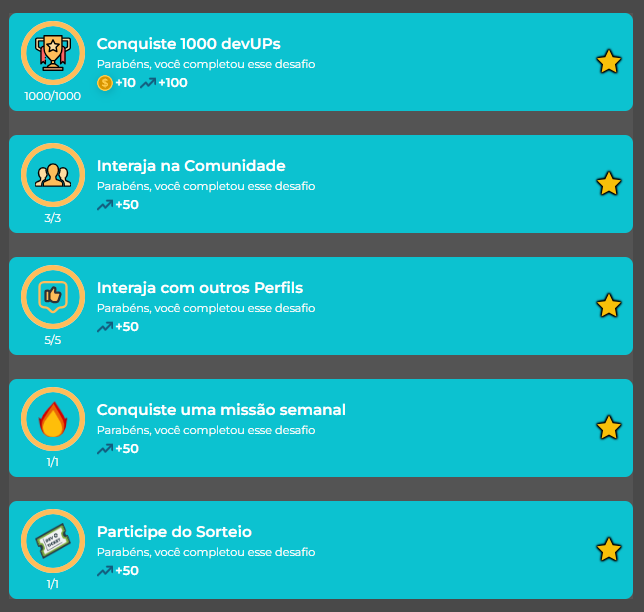 Conquiste 1000 devUPs
Parabéns, você completou esse desafio
+10 +100
1000/1000
Interaja na Comunidade
Parabéns, você completou esse desafio
+50
3/3
Interaja com outros Perfils
Parabéns, você completou esse desafio
+50
5/5
Conquiste uma missão semanal
Parabéns, você completou esse desafio
+50
1/1
Participe do Sorteio
Parabéns, você completou esse desafio
+50
1/1